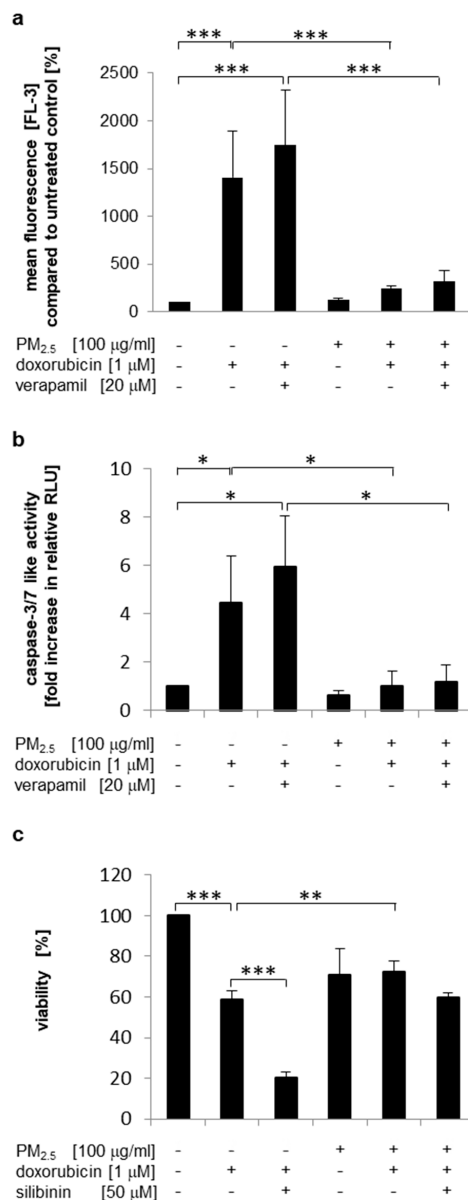 a
*** ***
*** ***
mean fluorescence [FL-3]
compared to untreated control [%]
2500
2000
1500
1000
500
0
PM2.5 [100 µg/ml] - - - + + +
doxorubicin [1 µM] - + + - + +
verapamil [20 µM] - - + - - +
b
* *
* *
caspase-3/7 like activity
[fold increase in relative RLU]
10
8
6
4
2
0
PM2.5 [100 µg/ml] - - - + + +
doxorubicin [1 µM] - + + - + +
verapamil [20 µM] - - + - - +
c
*** **
***
viability [%]
120
100
80
60
40
20
0
PM2.5 [100 µg/ml] - - - + + +
doxorubicin [1 µM] - + + - + +
silibinin [50 µM] - - + - - +